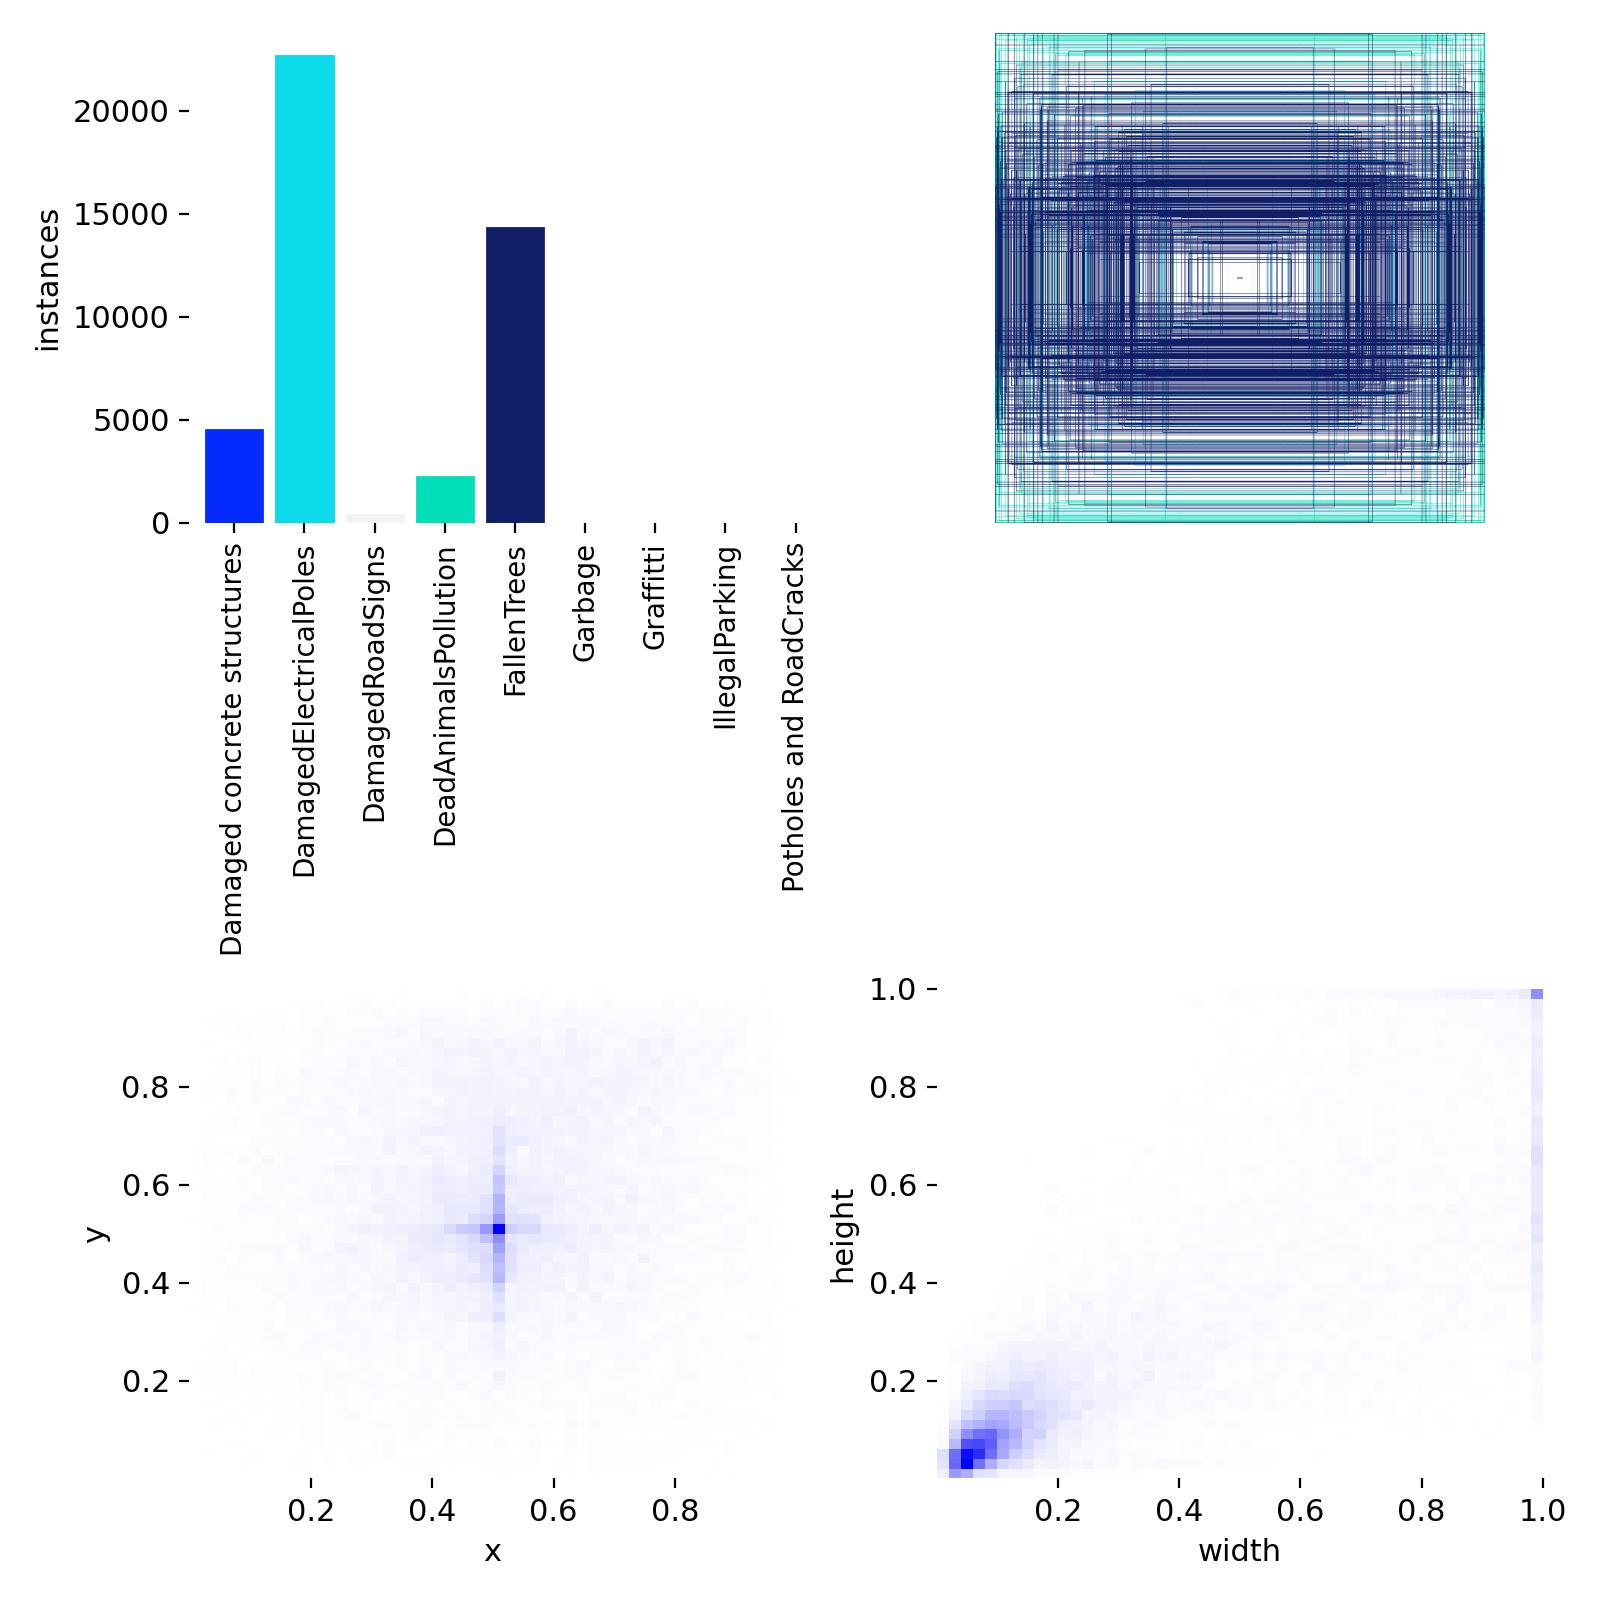 20000
15000
10000
5000
0
instances
Damaged concrete structures
DamagedElectricalPoles
DamagedRoadSigns
DeadAnimalsPollution
FallenTrees
Garbage
Graffitti
IllegalParking
Potholes and RoadCracks
0.8
0.6
0.4
0.2
y
0.2 0.4 0.6 0.8
x
1.0
0.8
0.6
0.4
0.2
height
0.2 0.4 0.6 0.8 1.0
width